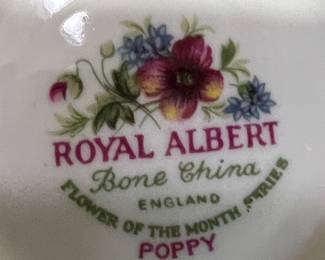 ROYAL ALBERT
Bone China
ENGLAND
FLOWER OF THE MONTH SERIES
POPPY